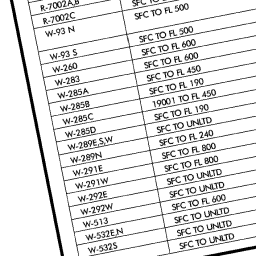 R-7002A,B
R-7002C SFC TO
W-93 N SFC TO FL 500
W-93 S SFC TO FL 500
W-260 SFC TO FL 600
W-283 SFC TO FL 600
W-285A SFC TO FL 450
W-285B SFC TO FL 190
W-285C 19001 TO FL 450
W-285D SFC TO FL 190
W-289E,S,W SFC TO UNLTD
W-289N SFC TO FL 240
W-291E SFC TO FL 800
W-291W SFC TO FL 800
W-292E SFC TO UNLTD
W-292W SFC TO UNLTD
W-513 SFC TO FL 600
W-532E,N SFC TO UNLTD
W-532S SFC TO UNLTD